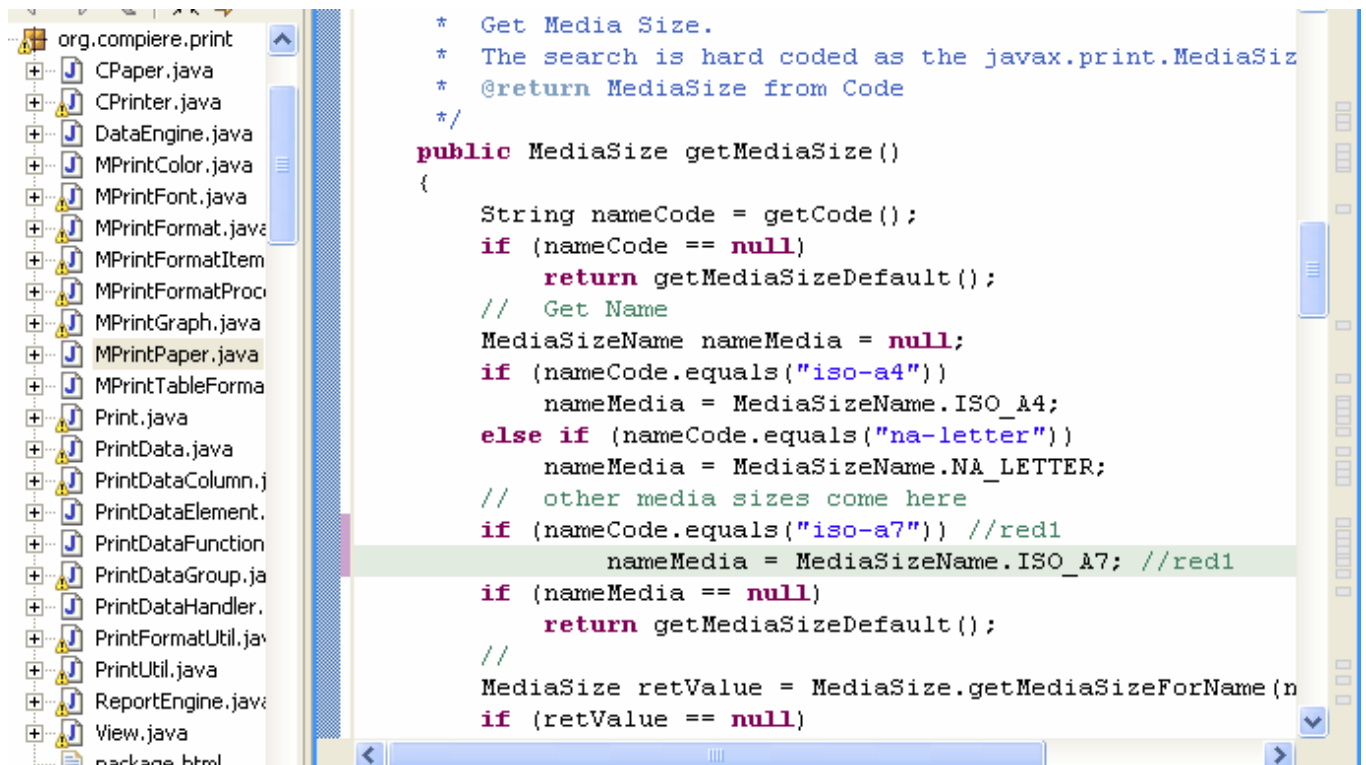 org.compiere.print
CPaper.java
CPrinter.java
DataEngine.java
MPrintColor.java
MPrintFont.java
MPrintFormat.java
MPrintFormatItem
MPrintFormatProc
MPrintGraph.java
MPrintPaper.java
MPrintTableForma
Print.java
PrintData.java
PrintDataColumn.j
PrintDataElement.
PrintDataFunction
PrintDataGroup.ja
PrintDataHandler.
PrintFormatUtil.jav
PrintUtil.java
ReportEngine.java
View.java
package.html
* Get Media Size.
* The search is hard coded as the javax.print.MediaSiz
* @return MediaSize from Code
*/
public MediaSize getMediaSize()
{
String nameCode = getCode();
if (nameCode == null)
return getMediaSizeDefault();
// Get Name
MediaSizeName nameMedia = null;
if (nameCode.equals("iso-a4"))
nameMedia = MediaSizeName.ISO_A4;
else if (nameCode.equals("na-letter"))
nameMedia = MediaSizeName.NA_LETTER;
// other media sizes come here
if (nameCode.equals("iso-a7")) //red1
nameMedia = MediaSizeName.ISO_A7; //red1
if (nameMedia == null)
return getMediaSizeDefault();
//
MediaSize retValue = MediaSize.getMediaSizeForName(n
if (retValue == null)